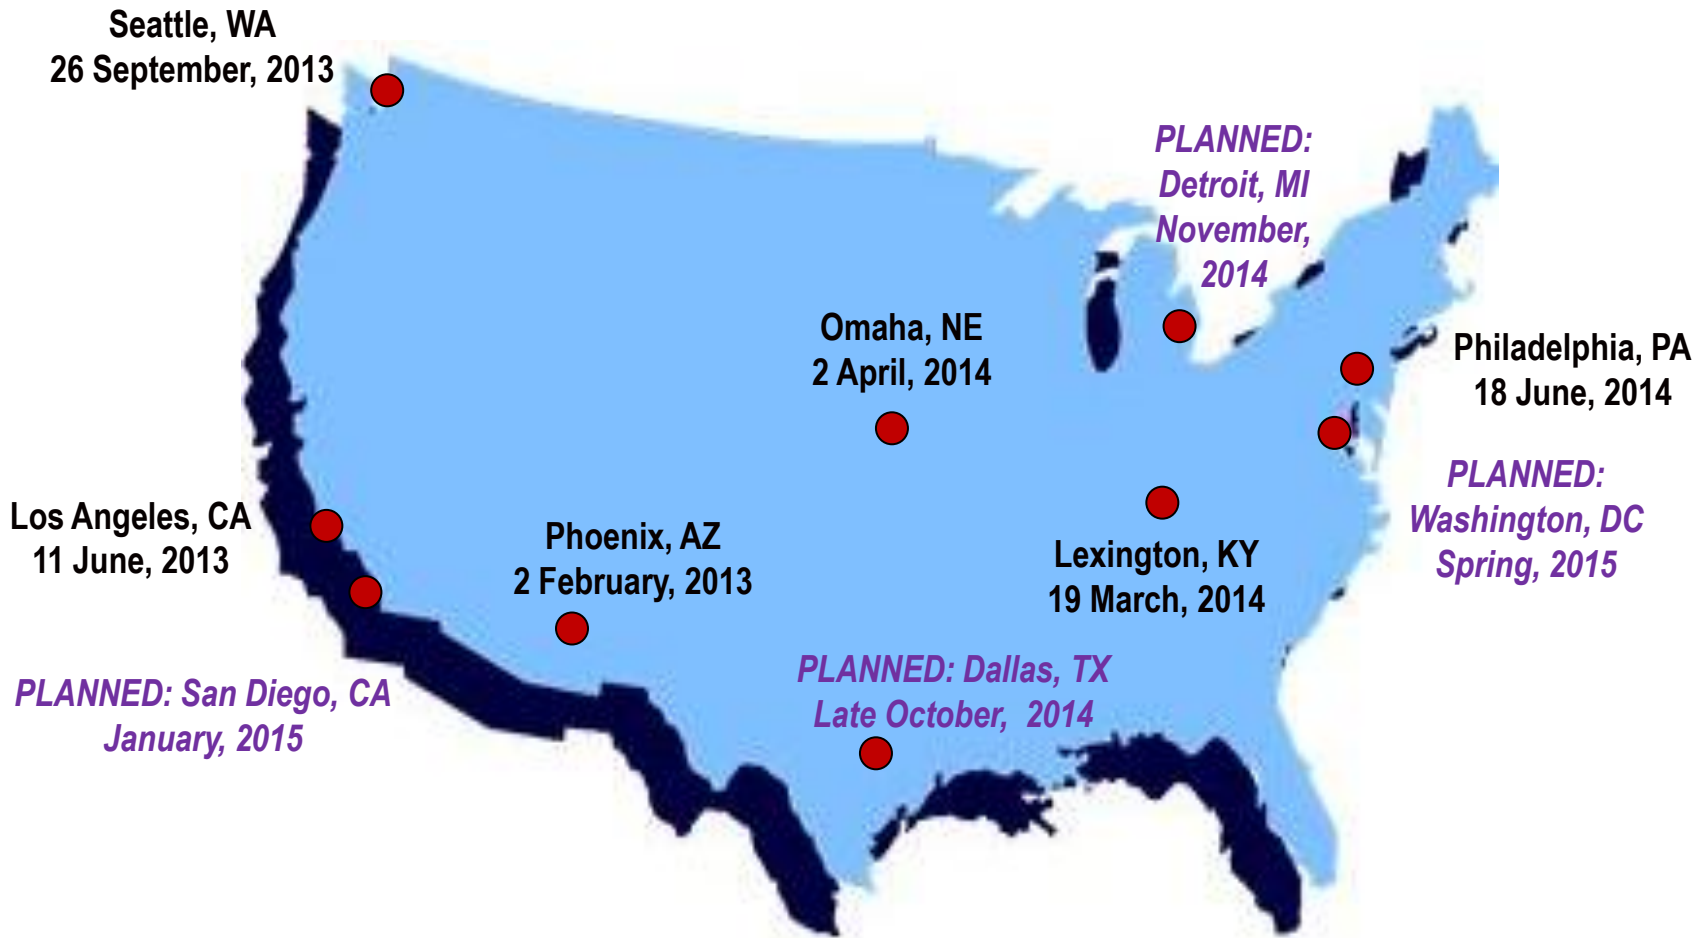 Seattle, WA
26 September, 2013
PLANNED:
Detroit, MI
November,
2014
Omaha, NE
2 April, 2014
Philadelphia, PA
18 June, 2014
PLANNED:
Washington, DC
Spring, 2015
Los Angeles, CA
11 June, 2013
Phoenix, AZ
2 February, 2013
Lexington, KY
19 March, 2014
PLANNED: San Diego, CA
January, 2015
PLANNED: Dallas, TX
Late October,  2014